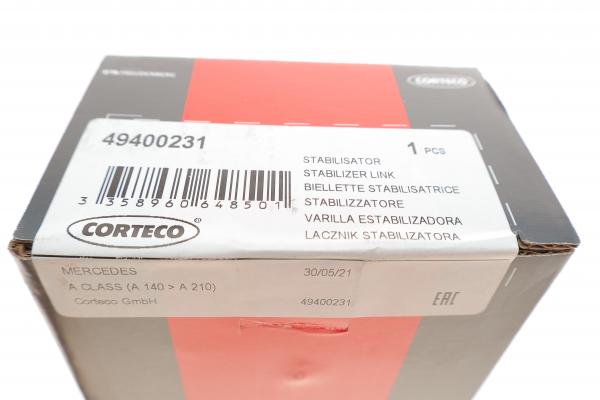 CORTECO
49400231
1 PCS
3 358960 648501
CORTECO®
STABILISATOR
STABILIZER LINK
BIELLETTE STABILISATRICE
STABILIZZATORE
VARILLA ESTABILIZADORA
LACZNIK STABILIZATORA
MERCEDES
30/05/21
A CLASS (A 140 > A 210)
Corteco GmbH
49400231
EAC